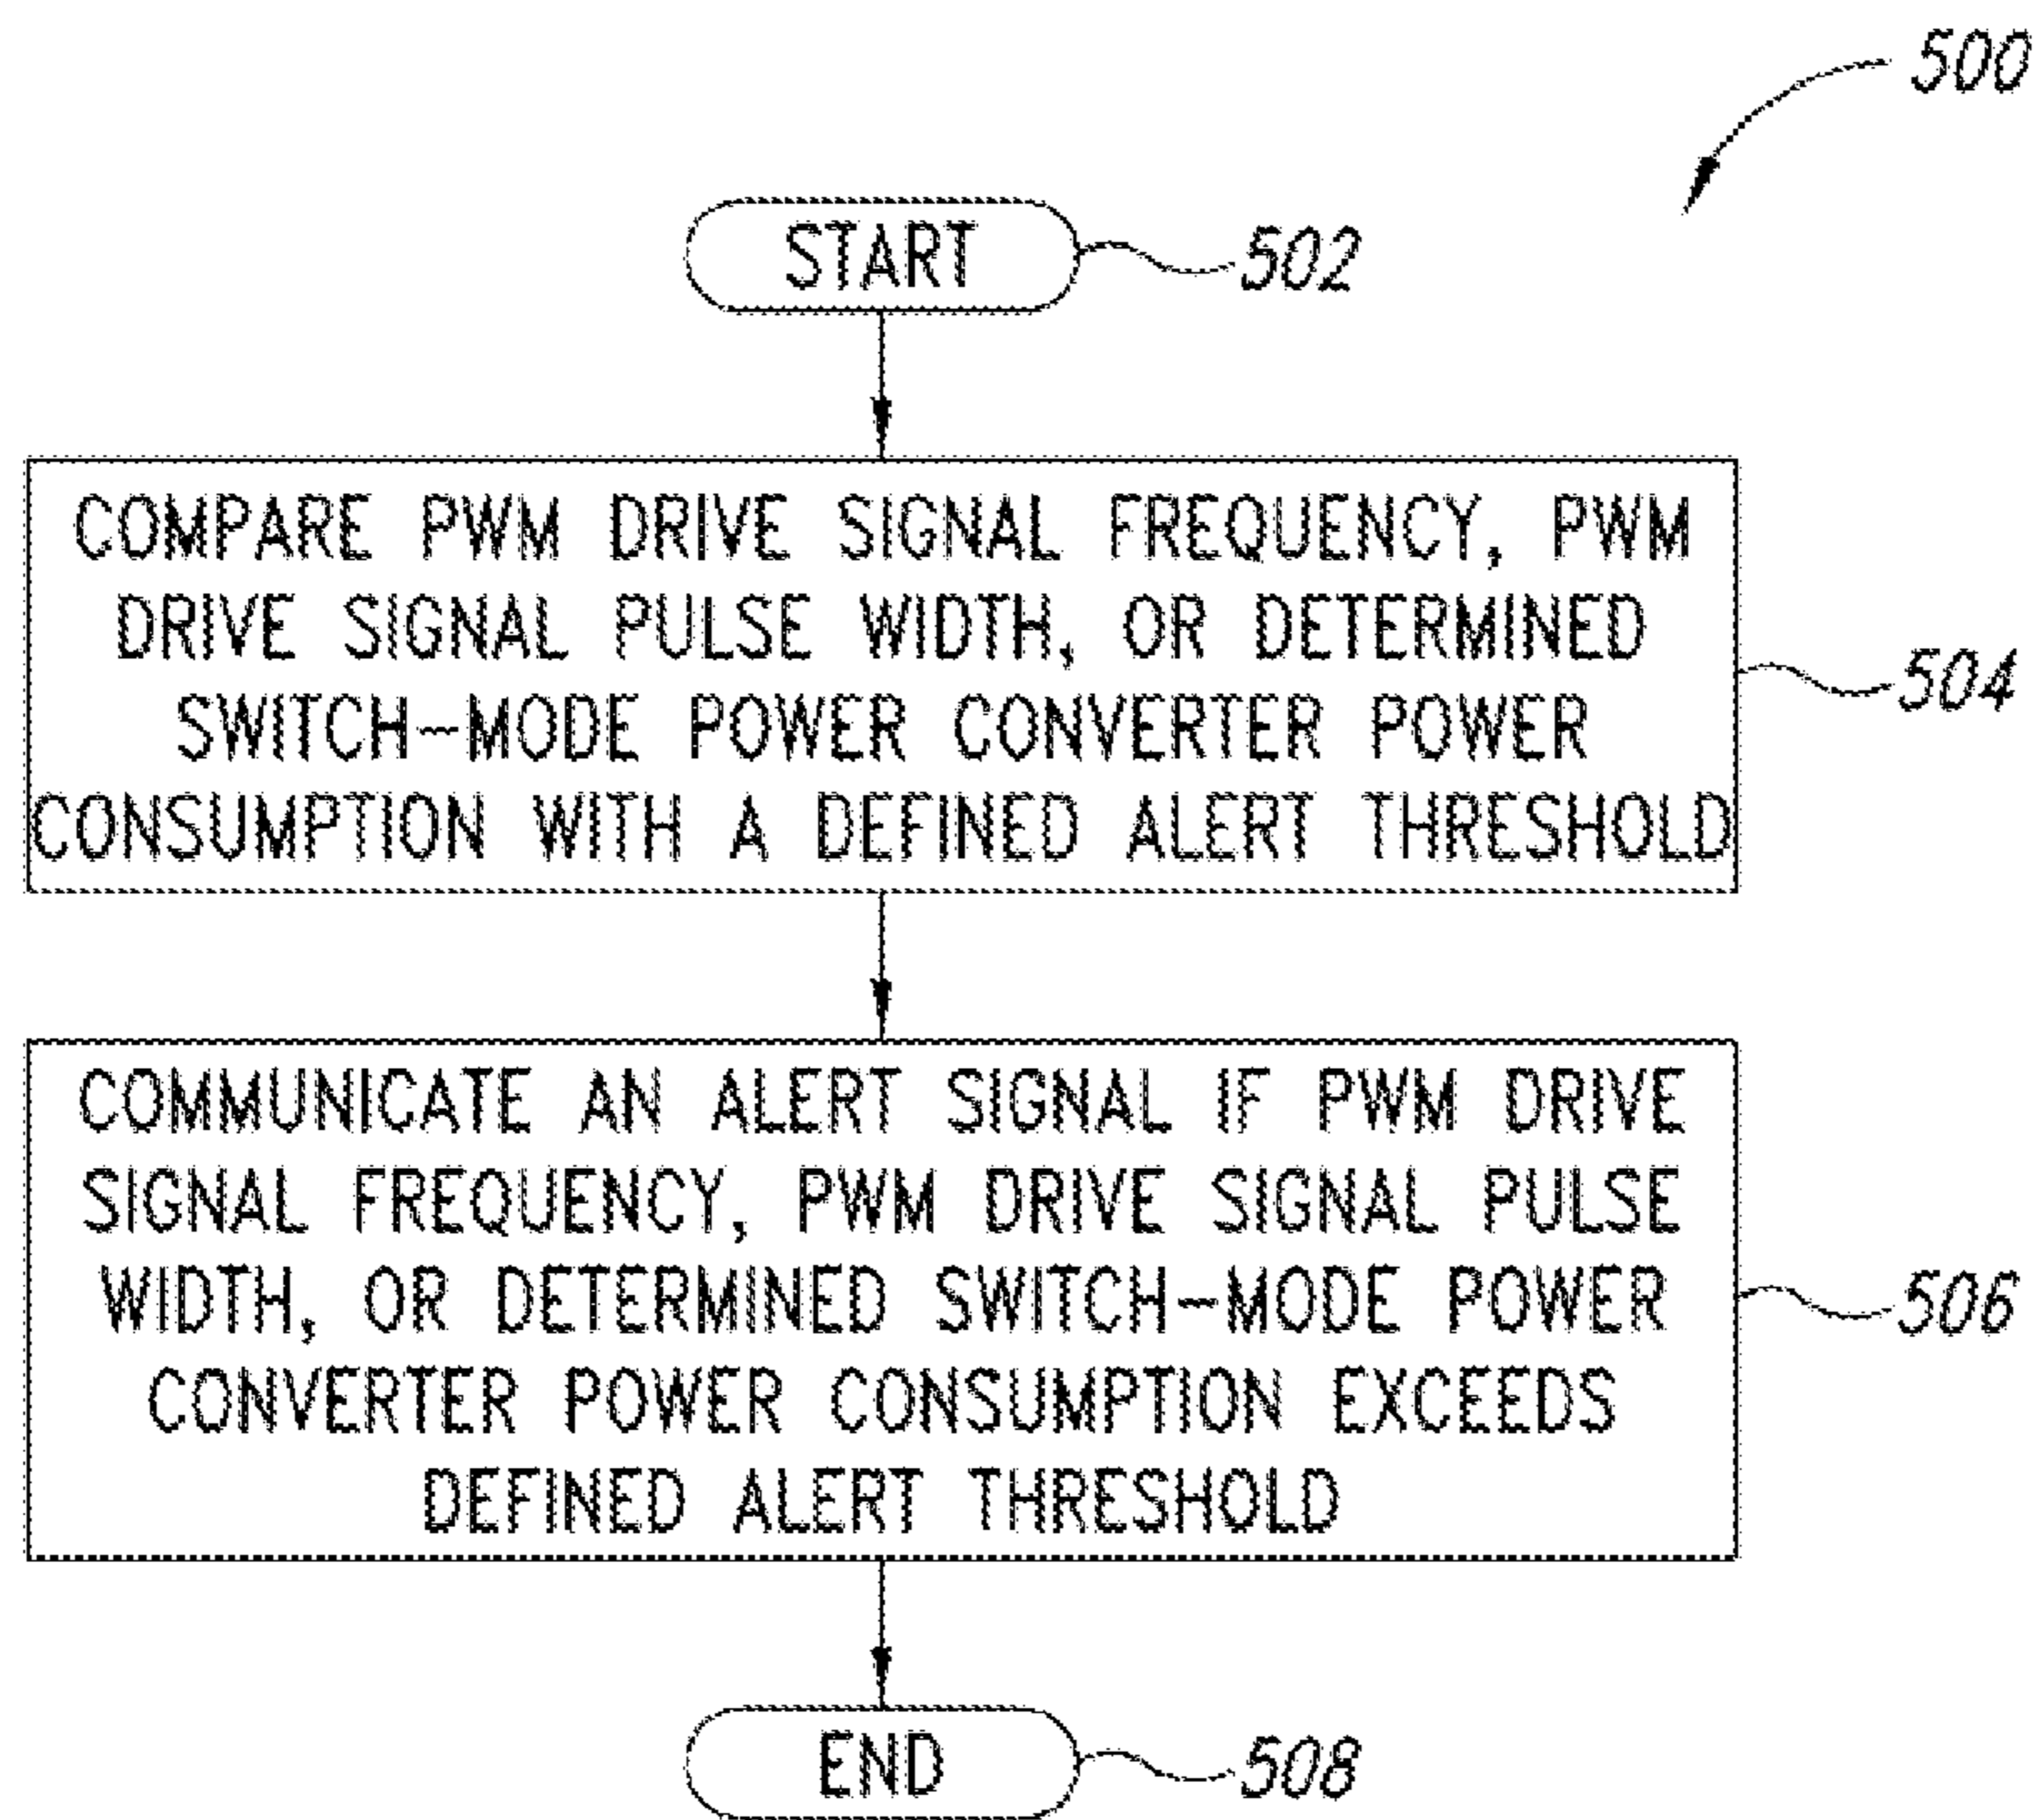 500
START
502
COMPARE PWM DRIVE SIGNAL FREQUENCY, PWM
DRIVE SIGNAL PULSE WIDTH, OR DETERMINED
SWITCH-MODE POWER CONVERTER POWER
CONSUMPTION WITH A DEFINED ALERT THRESHOLD
504
COMMUNICATE AN ALERT SIGNAL IF PWM DRIVE
SIGNAL FREQUENCY, PWM DRIVE SIGNAL PULSE
WIDTH, OR DETERMINED SWITCH-MODE POWER
CONVERTER POWER CONSUMPTION EXCEEDS
DEFINED ALERT THRESHOLD
506
END
508